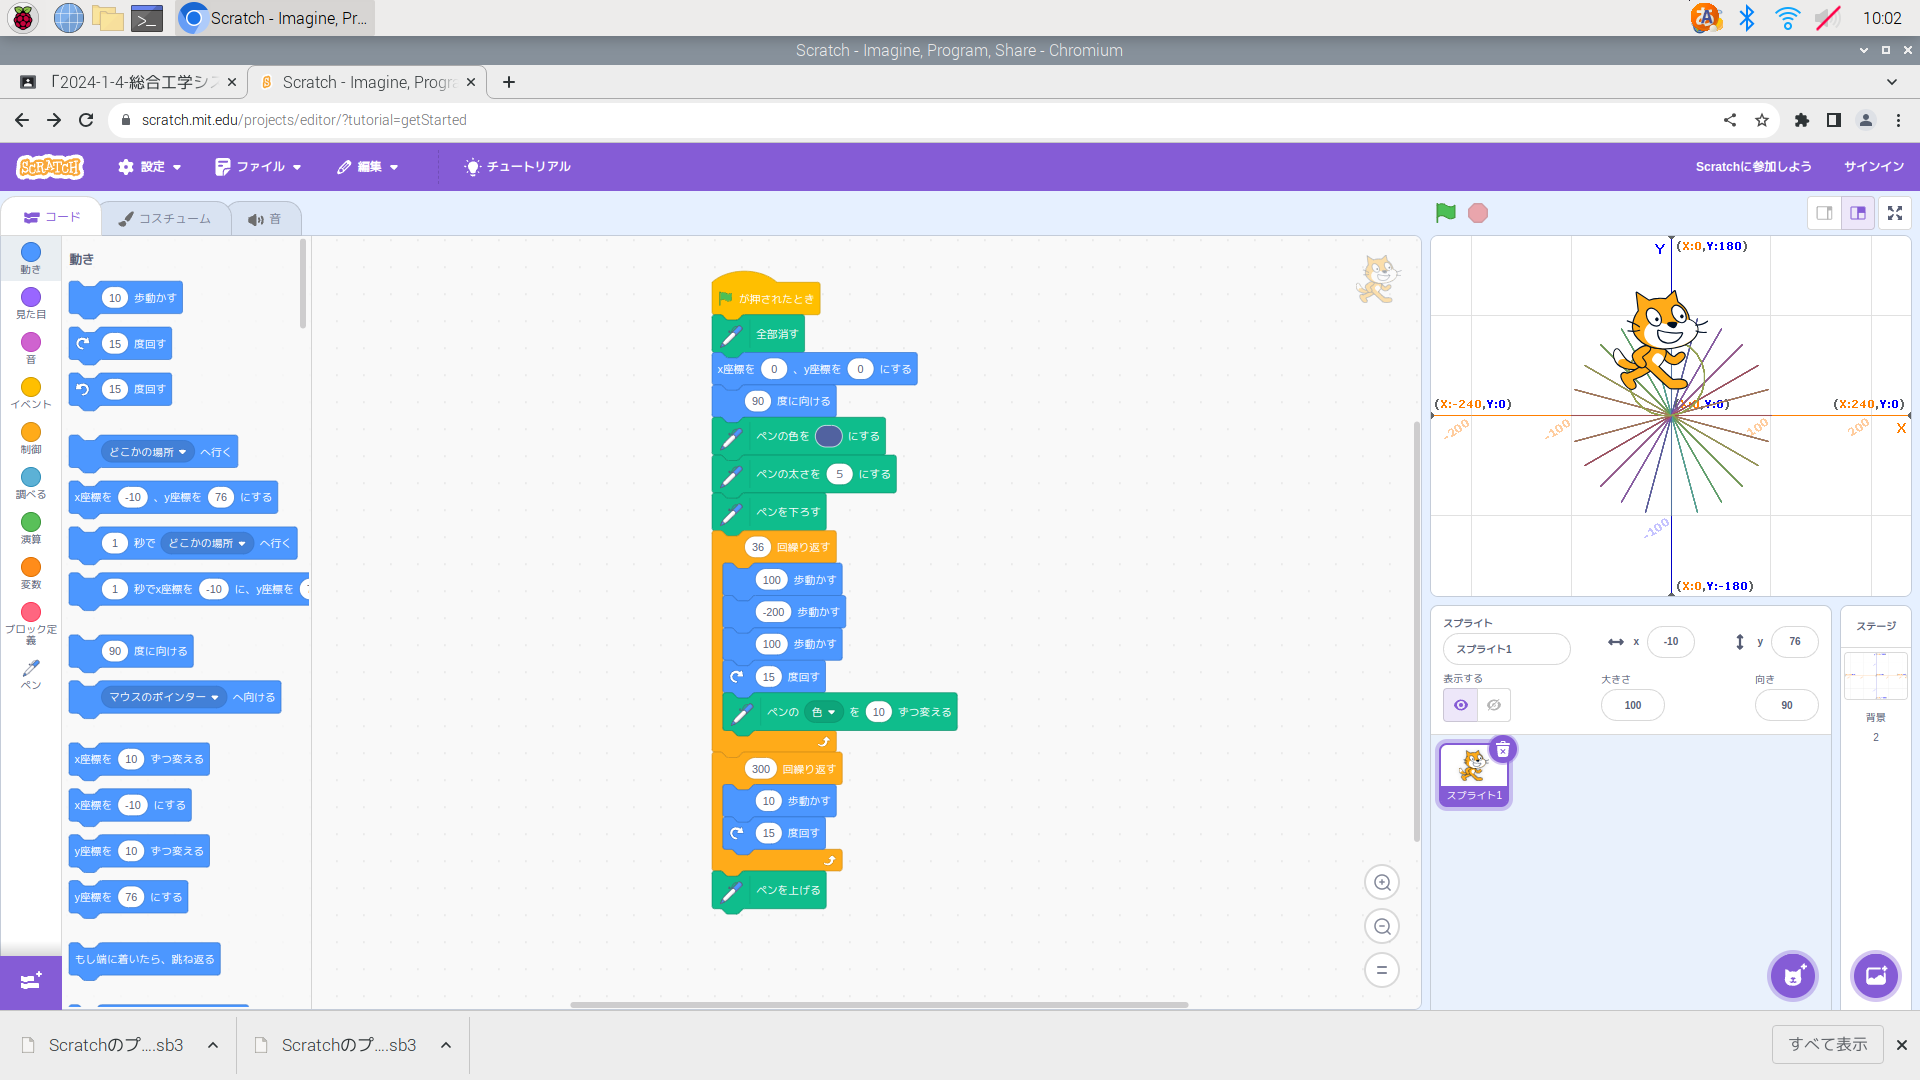 Scratch - Imagine, Pr...
10:02
Scratch - Imagine, Program, Share - Chromium
「2024-1-4-総合工学シス
Scratch - Imagine, Progra
scratch.mit.edu/projects/editor/?tutorial=getStarted
SCRATCH
設定
ファイル
編集
チュートリアル
Scratchに参加しよう
サインイン
コード
コスチューム
音
動き
見た目
音
イベント
制御
調べる
演算
変数
ブロック定義
ペン
動き
10 歩動かす
15 度回す
15 度回す
どこかの場所 へ行く
x座標を -10 、y座標を 76 にする
1 秒で どこかの場所 へ行く
1 秒でx座標を -10 に、y座標を
90 度に向ける
マウスのポインター へ向ける
x座標を 10 ずつ変える
x座標を -10 にする
y座標を 10 ずつ変える
y座標を 76 にする
もし端に着いたら、跳ね返る
が押されたとき
全部消す
x座標を 0 、y座標を 0 にする
90 度に向ける
ペンの色を にする
ペンの太さを 5 にする
ペンを下ろす
36 回繰り返す
100 歩動かす
-200 歩動かす
100 歩動かす
15 度回す
ペンの 色 を 10 ずつ変える
300 回繰り返す
10 歩動かす
15 度回す
ペンを上げる
Y (X:0,Y:180)
(X:-240,Y:0)
(X:0,Y:0)
(X:240,Y:0)
-200
-100
100
200
X
-100
(X:0,Y:-180)
スプライト
スプライト1
x -10
y 76
表示する
大きさ
100
向き
90
スプライト1
ステージ
背景
2
Scratchのプ....sb3
Scratchのプ....sb3
すべて表示